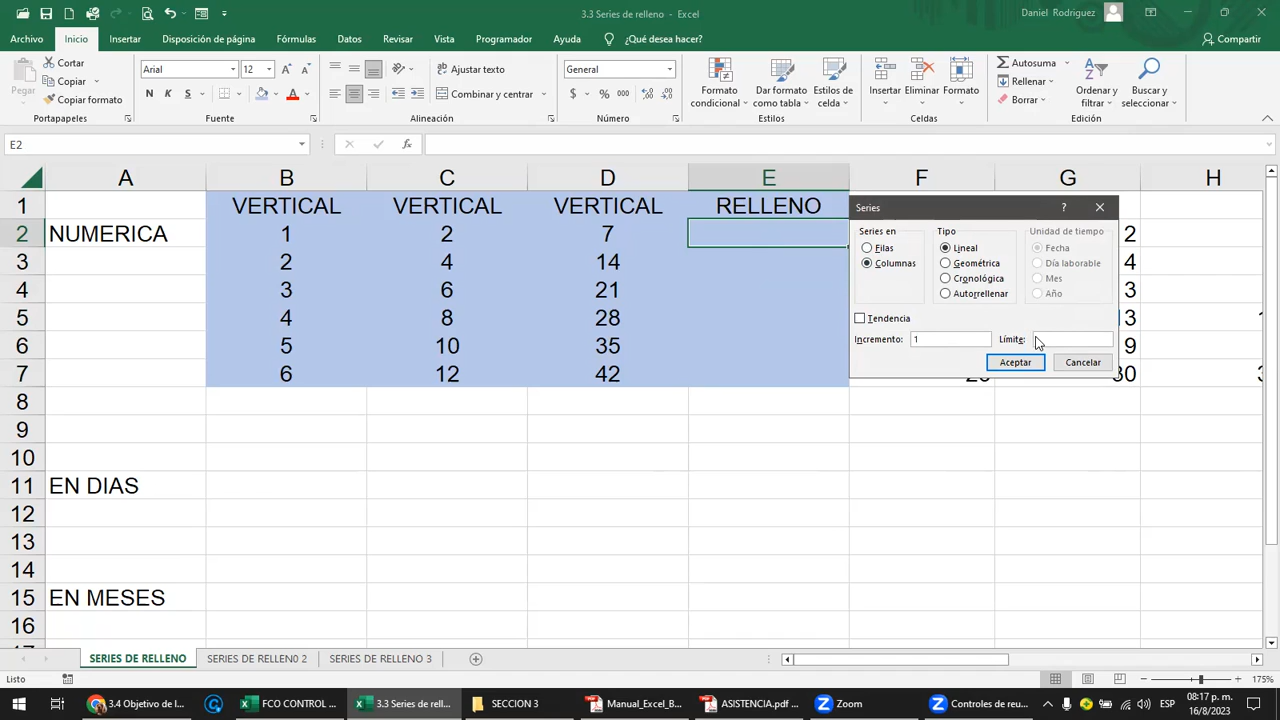 3.3 Series de relleno - Excel
Daniel Rodriguez
Archivo Inicio Insertar Disposición de página Fórmulas Datos Revisar Vista Programador Ayuda ¿Qué desea hacer? Compartir
Pegar
Cortar
Copiar
Copiar formato
Portapapeles
Arial 12
N K S
Fuente
Ajustar texto
Combinar y centrar
Alineación
General
$ % 000
Número
Formato condicional
Dar formato como tabla
Estilos de celda
Estilos
Insertar Eliminar Formato
Celdas
Autosuma
Rellenar
Borrar
Ordenar y filtrar
Buscar y seleccionar
Edición
E2
fx
A B C D E F G H
1 VERTICAL VERTICAL VERTICAL RELLENO
2 NUMERICA 1 2 7 2
3 2 4 14 4
4 3 6 21 3
5 4 8 28 3
6 5 10 35 9
7 6 12 42 30
8
9
10
11 EN DIAS
12
13
14
15 EN MESES
16
Series ?
Series en
Filas
Columnas
Tipo
Lineal
Geométrica
Cronológica
Autorrellenar
Unidad de tiempo
Fecha
Día laborable
Mes
Año
Tendencia
Incremento: 1 Límite:
Aceptar Cancelar
SERIES DE RELLENO SERIES DE RELLEN0 2 SERIES DE RELLENO 3
Listo 175%
3.4 Objetivo de l... FCO CONTROL ... 3.3 Series de relle... SECCION 3 Manual_Excel_B... ASISTENCIA.pdf ... Zoom Controles de reu... ESP 08:17 p. m.
16/8/2023